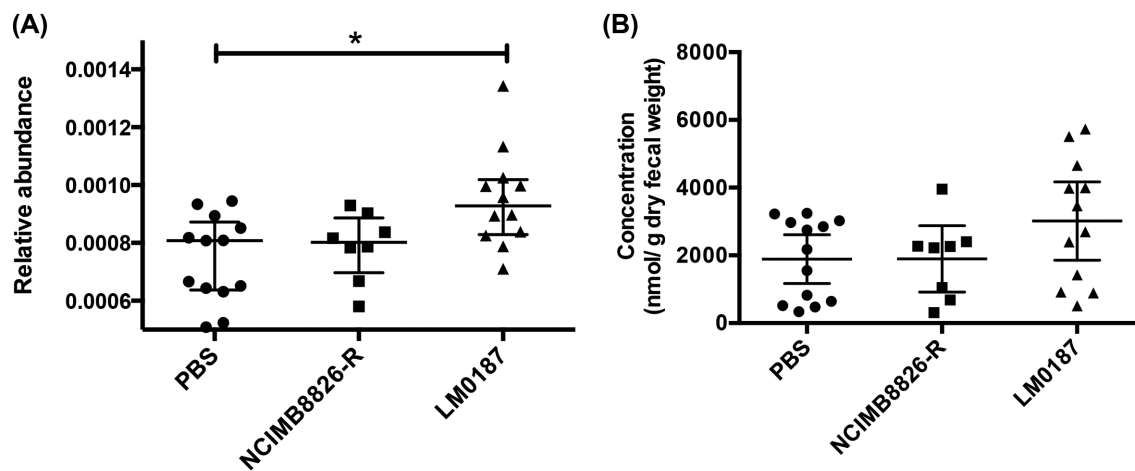 (A)
*
Relative abundance
0.0014
0.0012
0.0010
0.0008
0.0006
PBS
NCIMB8826-R
LM0187
(B)
Concentration
(nmol/ g dry fecal weight)
8000
6000
4000
2000
0
PBS
NCIMB8826-R
LM0187